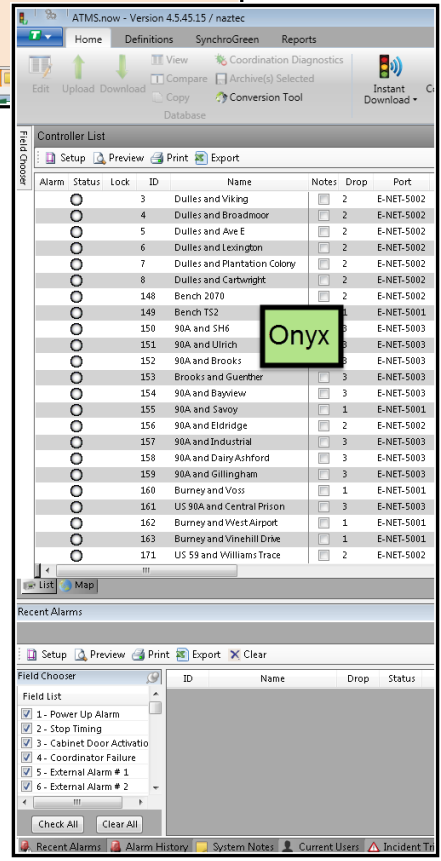 ATMS.now - Version 4.5.45.15 / naztec
Home Definitions SynchroGreen Reports
View Coordination Diagnostics
Compare Archive(s) Selected
Edit Upload Download Copy Conversion Tool Instant Download
Database
Controller List
Field Chooser
Setup Preview Print Export
Alarm Status Lock ID Name Notes Drop Port
3 Dulles and Viking 2 E-NET-5002
4 Dulles and Broadmoor 2 E-NET-5002
5 Dulles and Ave E 2 E-NET-5002
6 Dulles and Lexington 2 E-NET-5002
7 Dulles and Plantation Colony 2 E-NET-5002
8 Dulles and Cartwright 2 E-NET-5002
148 Bench 2070 2 E-NET-5002
149 Bench TS2 1 E-NET-5001
150 90A and SH6 3 E-NET-5003
Onyx
151 90A and Ulrich 3 E-NET-5003
152 90A and Brooks 3 E-NET-5003
153 Brooks and Guenther 3 E-NET-5003
154 90A and Bayview 3 E-NET-5003
155 90A and Savoy 1 E-NET-5001
156 90A and Eldridge 2 E-NET-5002
157 90A and Industrial 3 E-NET-5003
158 90A and Dairy Ashford 3 E-NET-5003
159 90A and Gillingham 3 E-NET-5003
160 Burney and Voss 1 E-NET-5001
161 US 90A and Central Prison 3 E-NET-5003
162 Burney and West Airport 1 E-NET-5001
163 Burney and Vinehill Drive 1 E-NET-5001
171 US 59 and Williams Trace 2 E-NET-5002
List Map
Recent Alarms
Setup Preview Print Export Clear
Field Chooser ID Name Drop Status
Field List
1 - Power Up Alarm
2 - Stop Timing
3 - Cabinet Door Activatio
4 - Coordinator Failure
5 - External Alarm # 1
6 - External Alarm # 2
Check All Clear All
Recent Alarms Alarm History System Notes Current Users Incident Tri